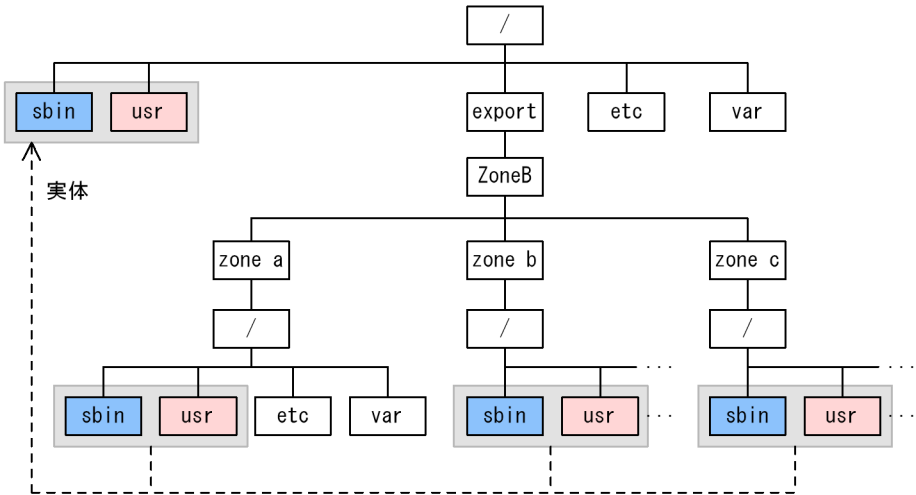 /
sbin usr export etc var
実体
ZoneB
zone a zone b zone c
/ / /
sbin usr etc var sbin usr ··· sbin usr ···